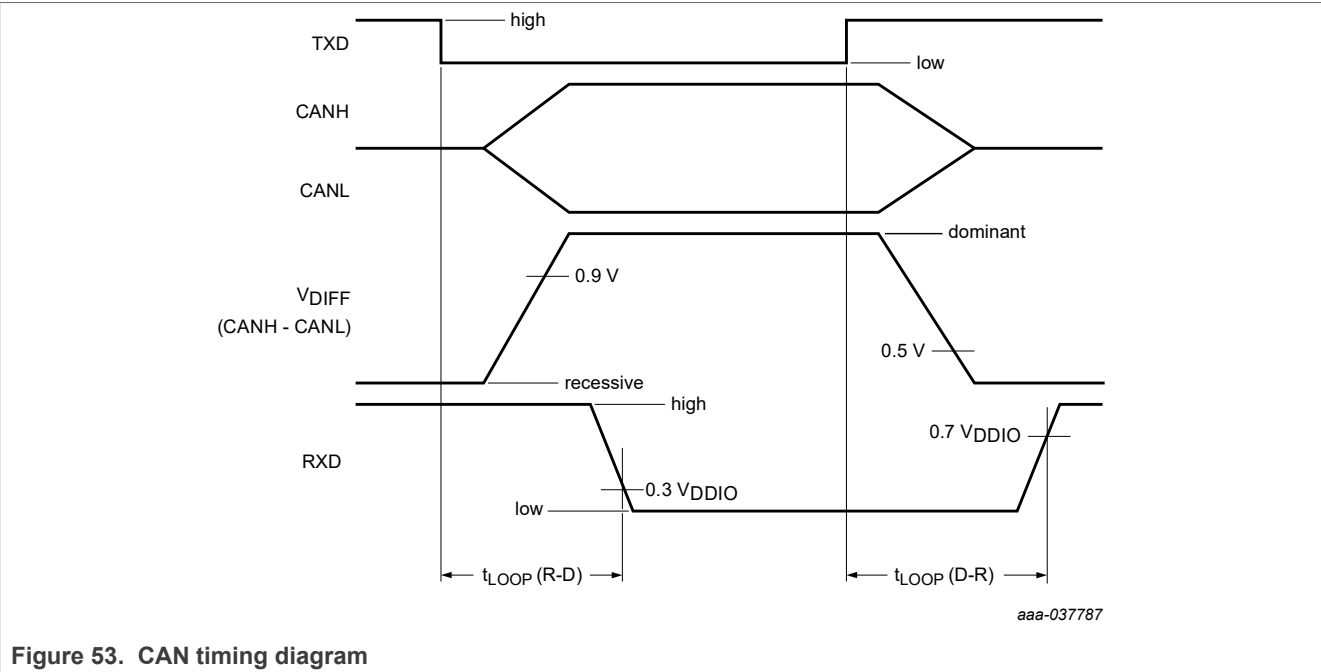 high
TXD
low
CANH
CANL
dominant
0.9 V
VDIFF
(CANH - CANL)
0.5 V
recessive
high
0.7 VDDIO
RXD
0.3 VDDIO
low
tLOOP (R-D)
tLOOP (D-R)
aaa-037787
Figure 53. CAN timing diagram